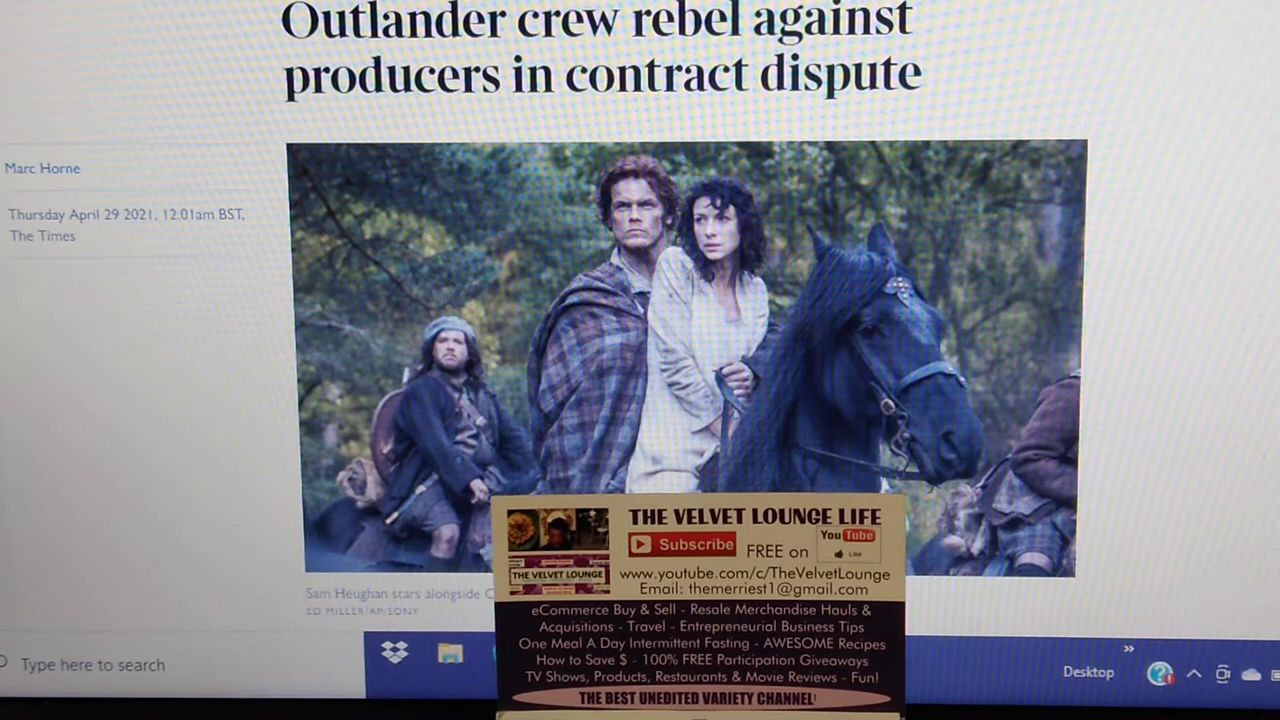 Outlander crew rebel against
producers in contract dispute
Marc Horne
Thursday April 29 2021, 12.01am BST,
The Times
Sam Heughan stars alongside C
ED MILLER/AP/SONY
THE VELVET LOUNGE LIFE
Subscribe FREE on YouTube
Like
THE VELVET LOUNGE
www.youtube.com/c/TheVelvetLounge
Email: themerriest1@gmail.com
eCommerce Buy & Sell - Resale Merchandise Hauls &
Acquisitions - Travel - Entrepreneurial Business Tips
One Meal A Day Intermittent Fasting - AWESOME Recipes
How to Save $ - 100% FREE Participation Giveaways
TV Shows, Products, Restaurants & Movie Reviews - Fun!
THE BEST UNEDITED VARIETY CHANNEL!
Type here to search
Desktop